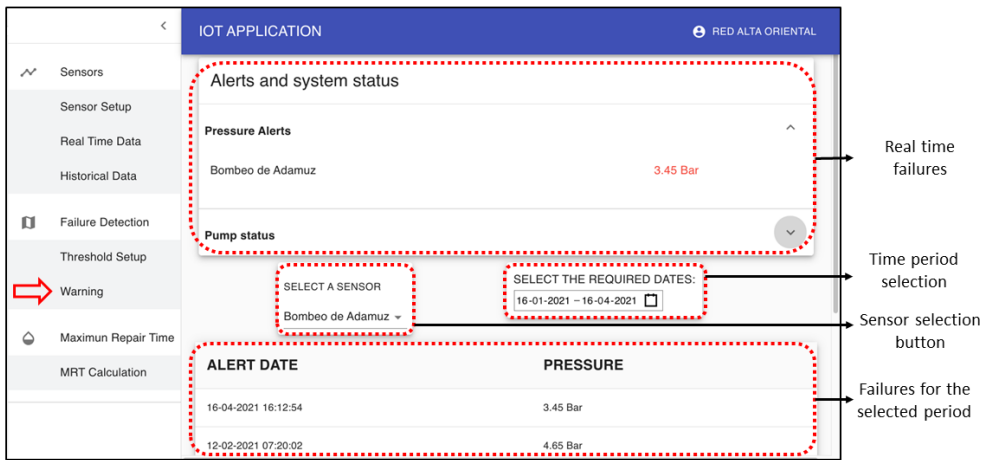 IOT APPLICATION
RED ALTA ORIENTAL
Sensors
Sensor Setup
Real Time Data
Historical Data
Failure Detection
Threshold Setup
Warning
Maximun Repair Time
MRT Calculation
Alerts and system status
Pressure Alerts
Bombeo de Adamuz 3.45 Bar
Pump status
SELECT A SENSOR
Bombeo de Adamuz
SELECT THE REQUIRED DATES:
16-01-2021 – 16-04-2021
ALERT DATE PRESSURE
16-04-2021 16:12:54 3.45 Bar
12-02-2021 07:20:02 4.65 Bar
Real time
failures
Time period
selection
Sensor selection
button
Failures for the
selected period